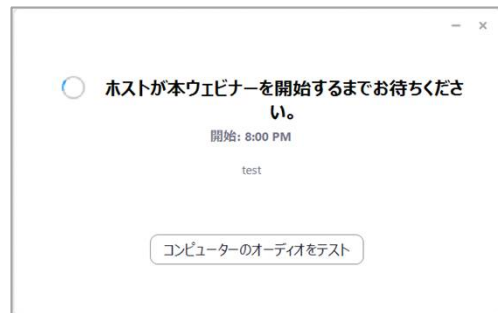 ホストが本ウェビナーを開始するまでお待ちくださ
い。
開始: 8:00 PM
test
コンピューターのオーディオをテスト